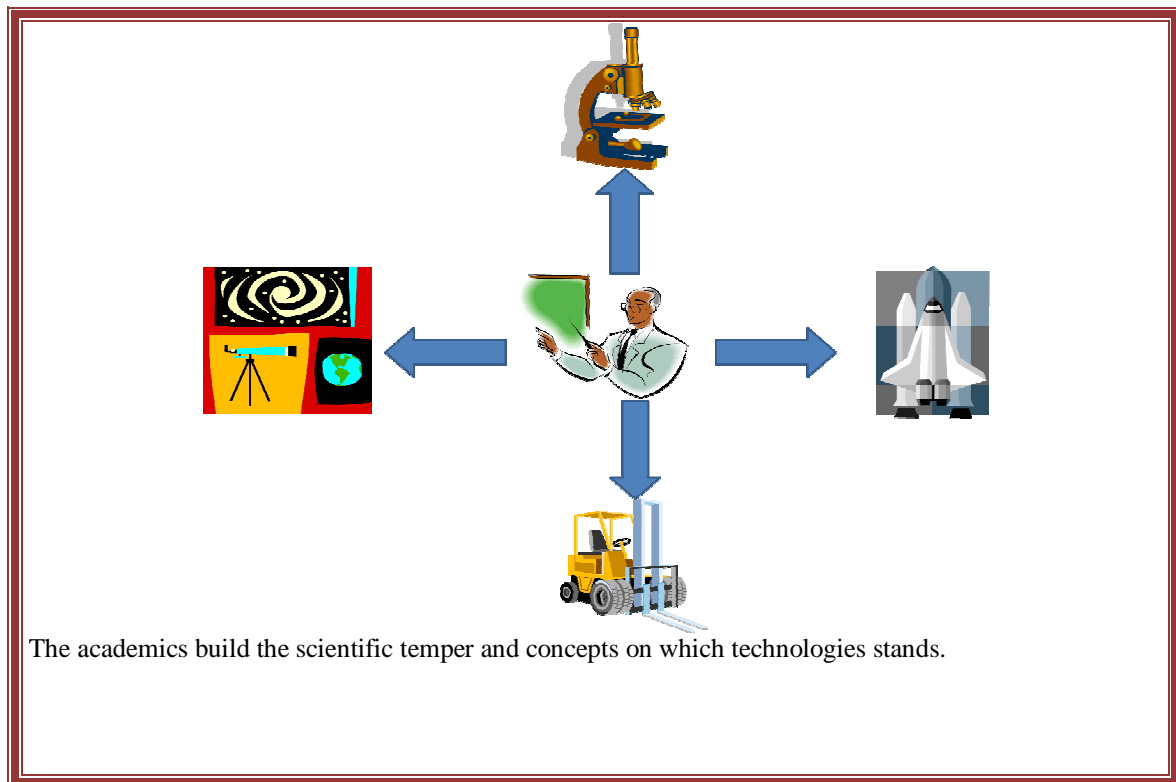 The academics build the scientific temper and concepts on which technologies stands.